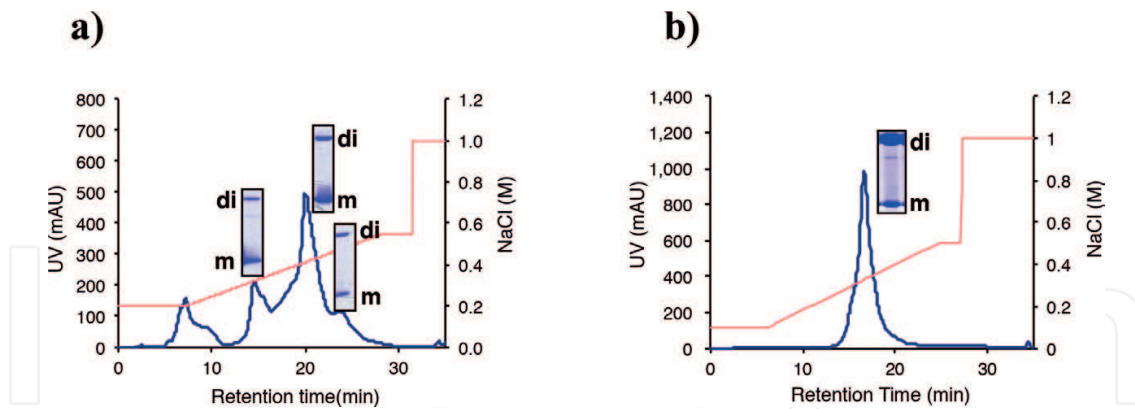 a)
b)
800
700
600
500
400
300
200
100
0
UV (mAU)
1.2
1.0
0.8
0.6
0.4
0.2
0.0
NaCl (M)
di
m
di
m
di
m
0 10 20 30
Retention time(min)
1,400
1,200
1,000
800
600
400
200
0
UV (mAU)
1.2
1
0.8
0.6
0.4
0.2
0
NaCl (M)
di
m
0 10 20 30
Retention Time (min)